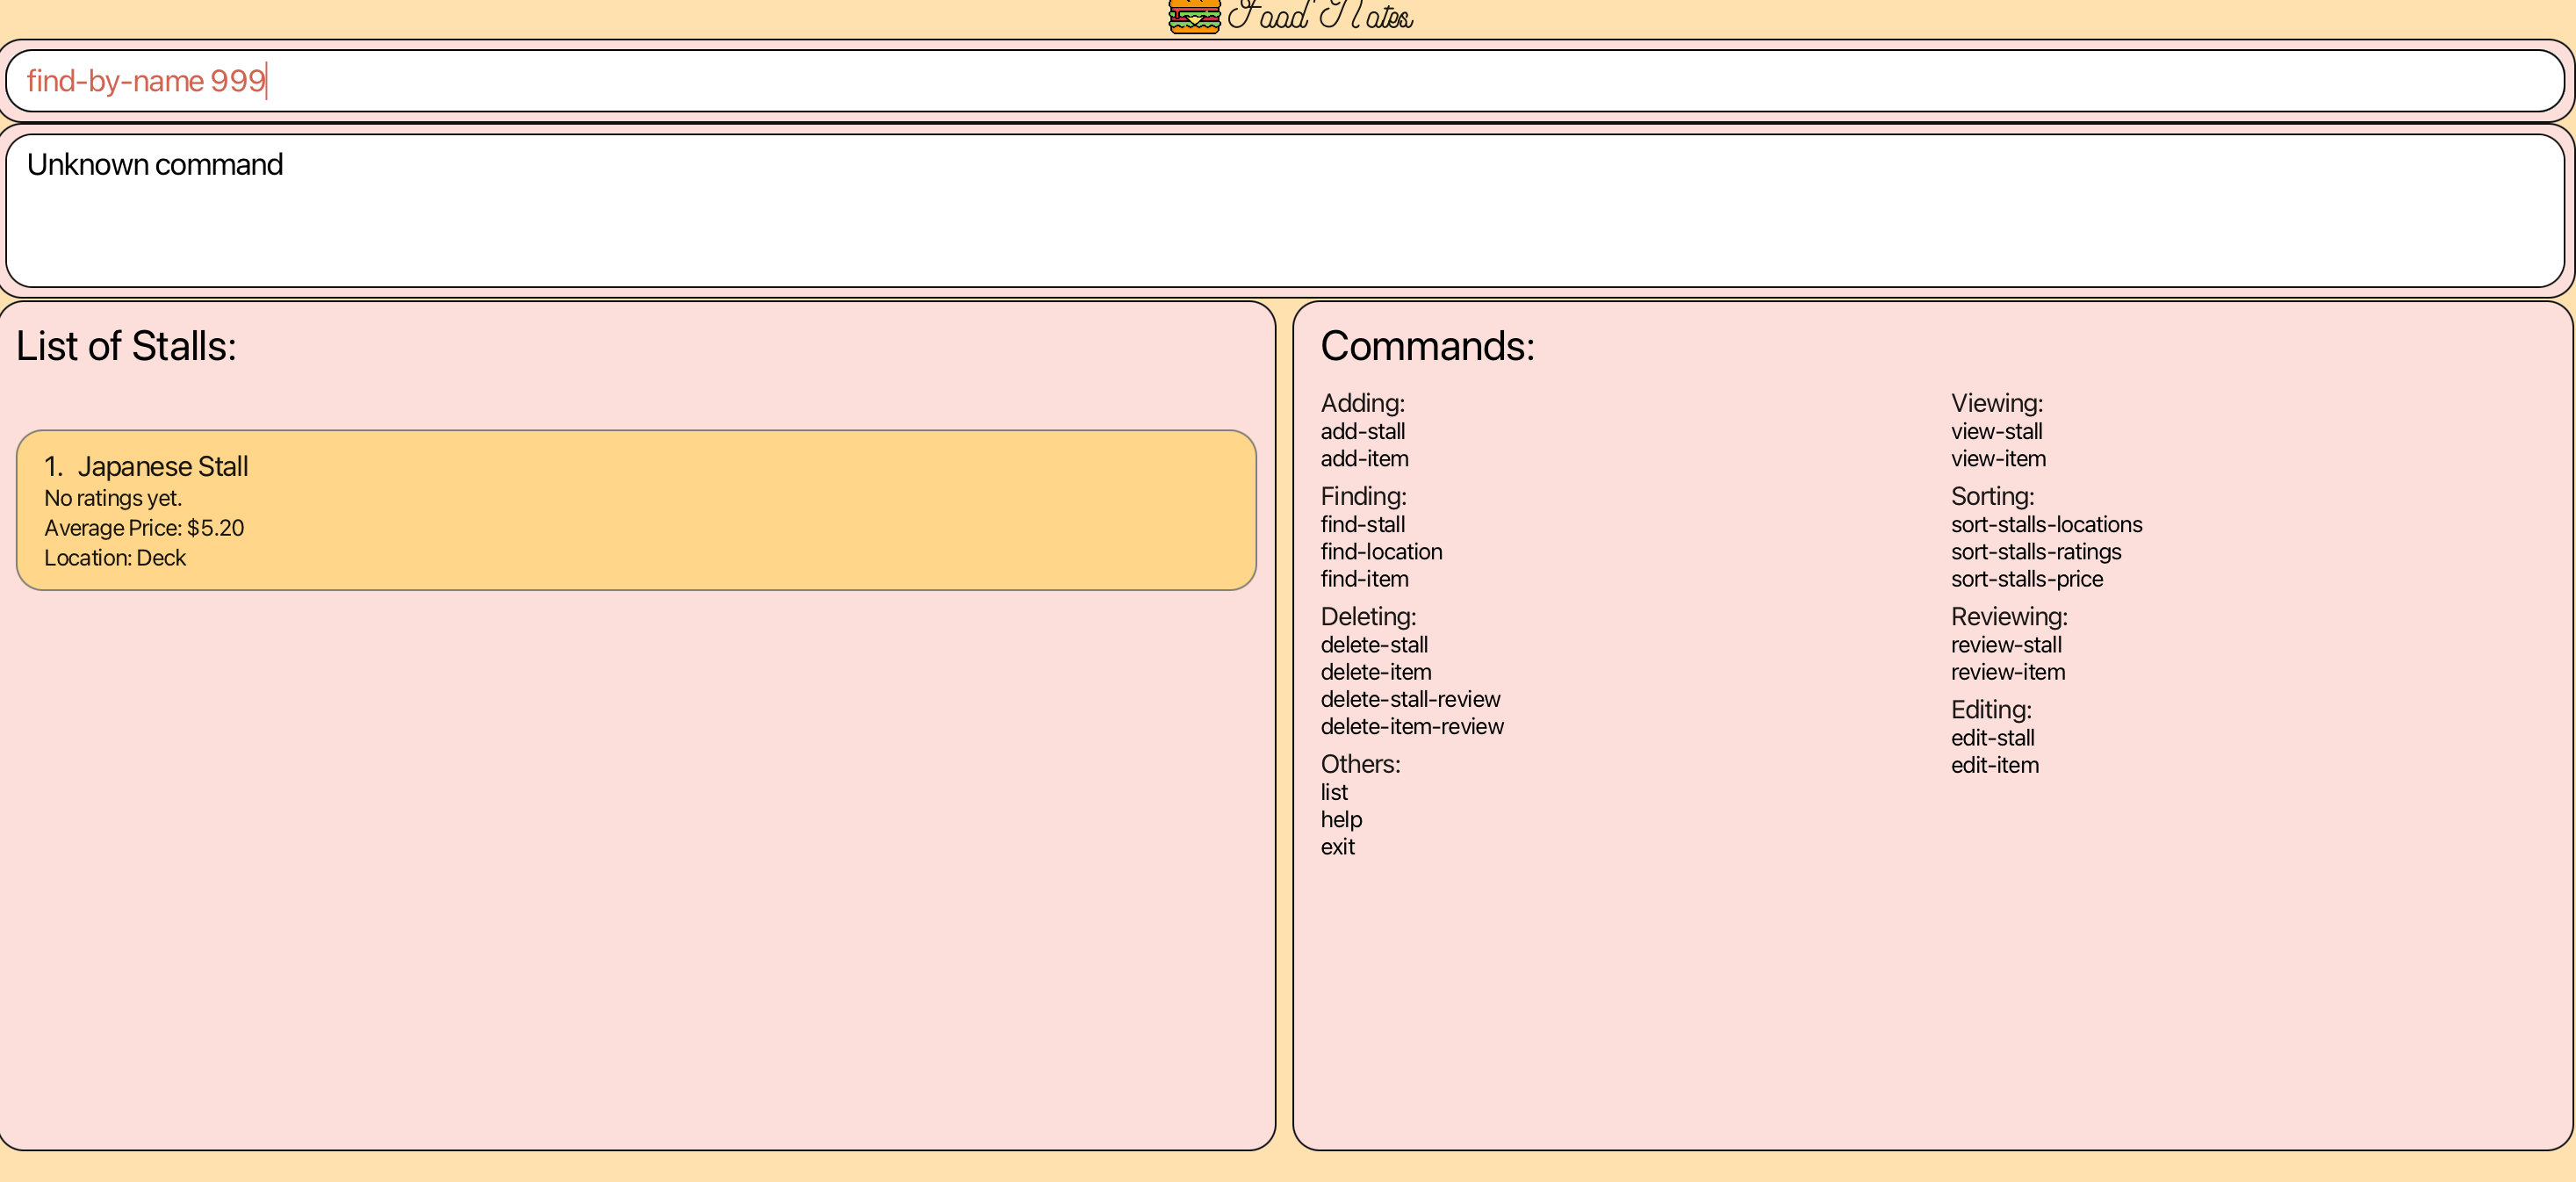 Food Notes
find-by-name 999
Unknown command
List of Stalls:
1. Japanese Stall
No ratings yet.
Average Price: $5.20
Location: Deck
Commands:
Adding:
add-stall
add-item
Finding:
find-stall
find-location
find-item
Deleting:
delete-stall
delete-item
delete-stall-review
delete-item-review
Others:
list
help
exit
Viewing:
view-stall
view-item
Sorting:
sort-stalls-locations
sort-stalls-ratings
sort-stalls-price
Reviewing:
review-stall
review-item
Editing:
edit-stall
edit-item